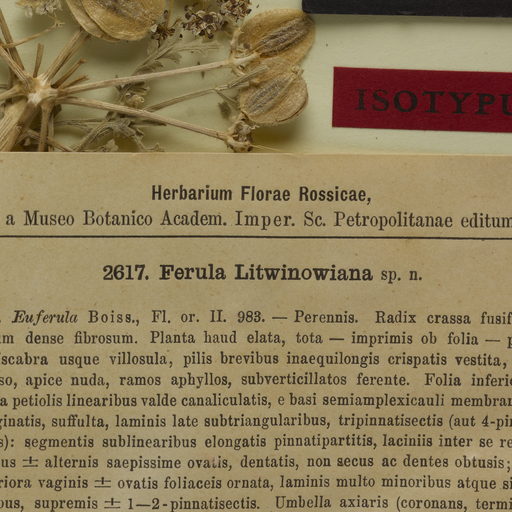 ISOTYPU
Herbarium Florae Rossicae,
a Museo Botanico Academ. Imper. Sc. Petropolitanae editum
2617. Ferula Litwinowiana sp. n.
Euferula Boiss., Fl. or. II. 983. — Perennis. Radix crassa fusif
m dense fibrosum. Planta haud elata, tota — imprimis ob folia — p
scabra usque villosula, pilis brevibus inaequilongis crispatis vestita,
so, apice nuda, ramos aphyllos, subverticillatos ferente. Folia inferio
a petiolis linearibus valde canaliculatis, e basi semiamplexicauli membran
ginatis, suffulta, laminis late subtriangularibus, tripinnatisectis (aut 4-pin
s): segmentis sublinearibus elongatis pinnatipartitis, laciniis inter se re
us ± alternis saepissime ovatis, dentatis, non secus ac dentes obtusis;
riora vaginis ± ovatis foliaceis ornata, laminis multo minoribus atque si
bus, supremis ± 1—2-pinnatisectis. Umbella axiaris (coronans, termi